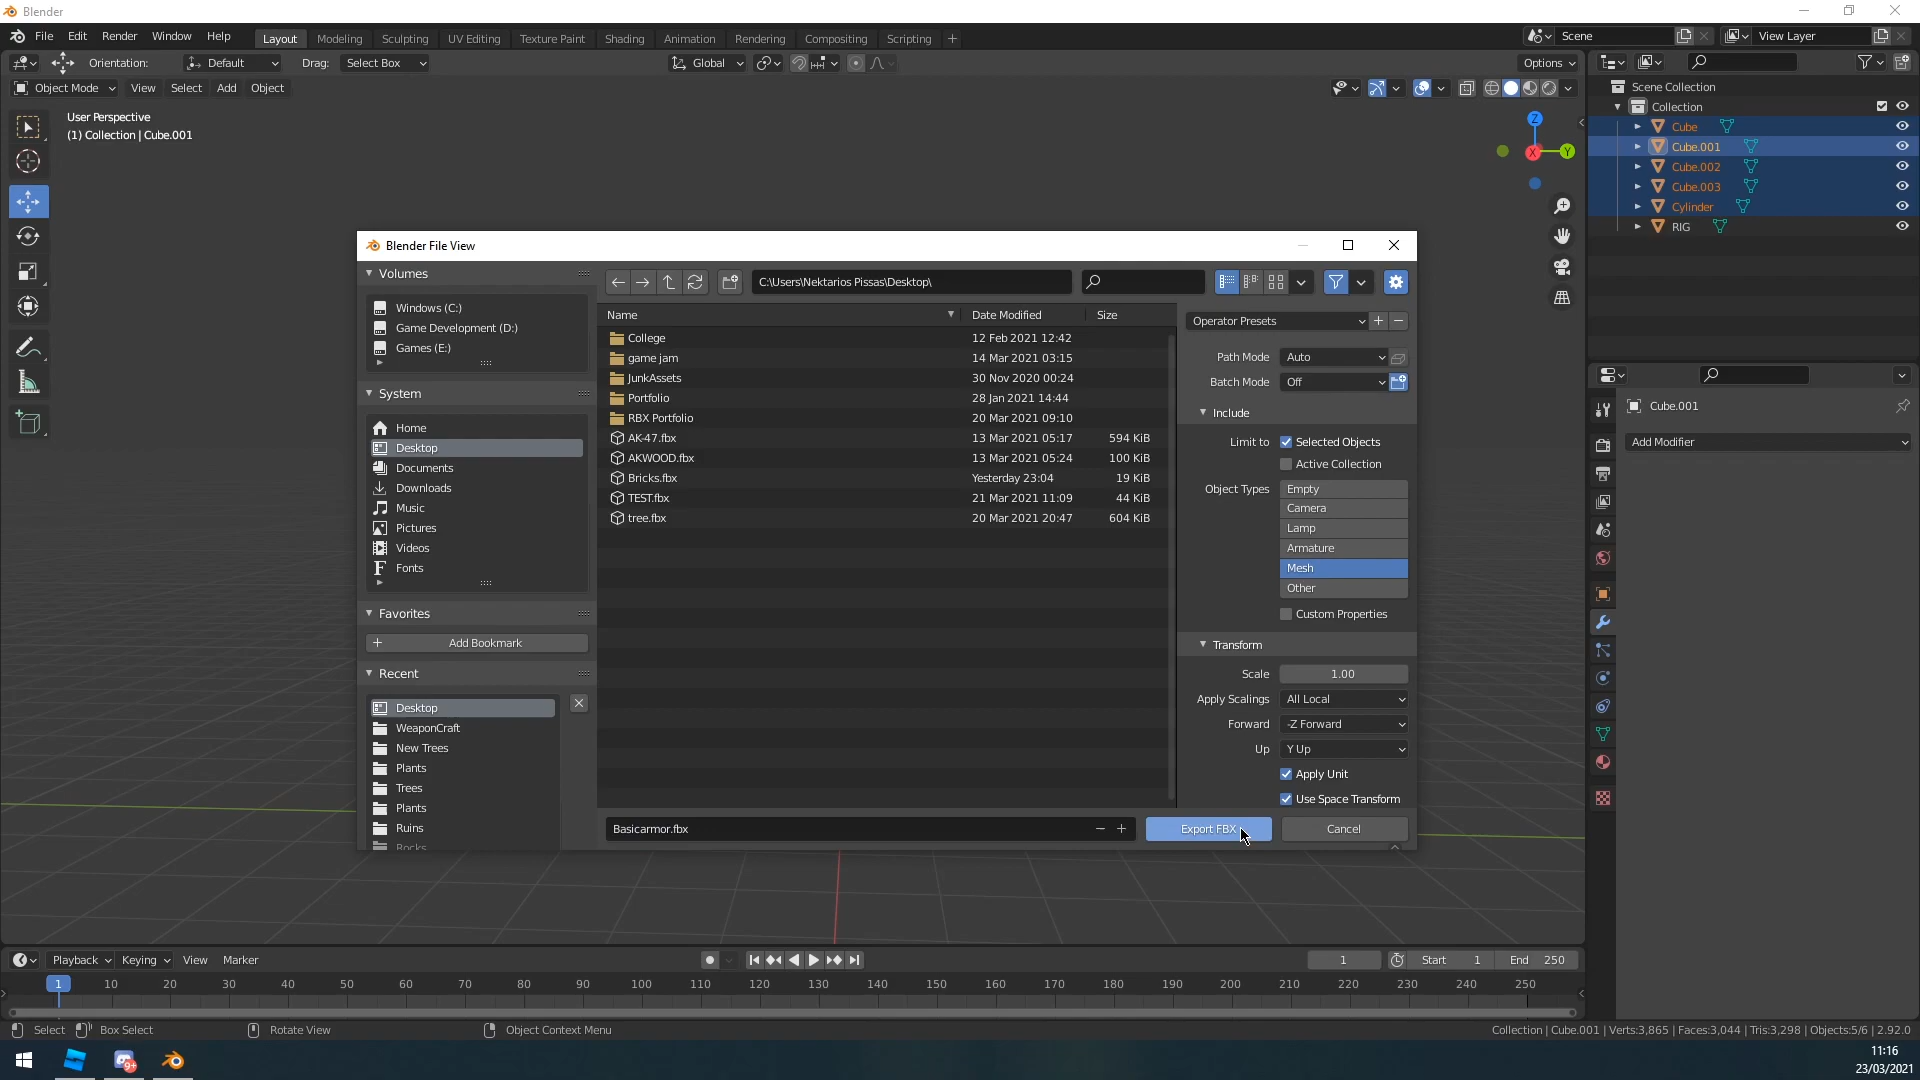 Blender
File Edit Render Window Help Layout Modeling Sculpting UV Editing Texture Paint Shading Animation Rendering Compositing Scripting + Scene View Layer
Orientation: Default Drag: Select Box Global Options
Object Mode View Select Add Object
User Perspective
(1) Collection | Cube.001
Z
X
Y
Scene Collection
Collection
Cube
Cube.001
Cube.002
Cube.003
Cylinder
RIG
Cube.001
Add Modifier
Blender File View
Volumes
Windows (C:)
Game Development (D:)
Games (E:)
System
Home
Desktop
Documents
Downloads
Music
Pictures
Videos
Fonts
Favorites
Add Bookmark
Recent
Desktop
WeaponCraft
New Trees
Plants
Trees
Plants
Ruins
Rocks
C:\Users\Nektarios Pissas\Desktop\
Name Date Modified Size
College 12 Feb 2021 12:42
game jam 14 Mar 2021 03:15
JunkAssets 30 Nov 2020 00:24
Portfolio 28 Jan 2021 14:44
RBX Portfolio 20 Mar 2021 09:10
AK-47.fbx 13 Mar 2021 05:17 594 KiB
AKWOOD.fbx 13 Mar 2021 05:24 100 KiB
Bricks.fbx Yesterday 23:04 19 KiB
TEST.fbx 21 Mar 2021 11:09 44 KiB
tree.fbx 20 Mar 2021 20:47 604 KiB
Operator Presets
Path Mode Auto
Batch Mode Off
Include
Limit to Selected Objects
Active Collection
Object Types Empty
Camera
Lamp
Armature
Mesh
Other
Custom Properties
Transform
Scale 1.00
Apply Scalings All Local
Forward -Z Forward
Up Y Up
Apply Unit
Use Space Transform
Basicarmor.fbx Export FBX Cancel
Playback Keying View Marker 1 Start 1 End 250
1 10 20 30 40 50 60 70 80 90 100 110 120 130 140 150 160 170 180 190 200 210 220 230 240 250
Select Box Select Rotate View Object Context Menu Collection | Cube.001 | Verts:3,865 | Faces:3,044 | Tris:3,298 | Objects:5/6 | 2.92.0
9+
11:16
23/03/2021